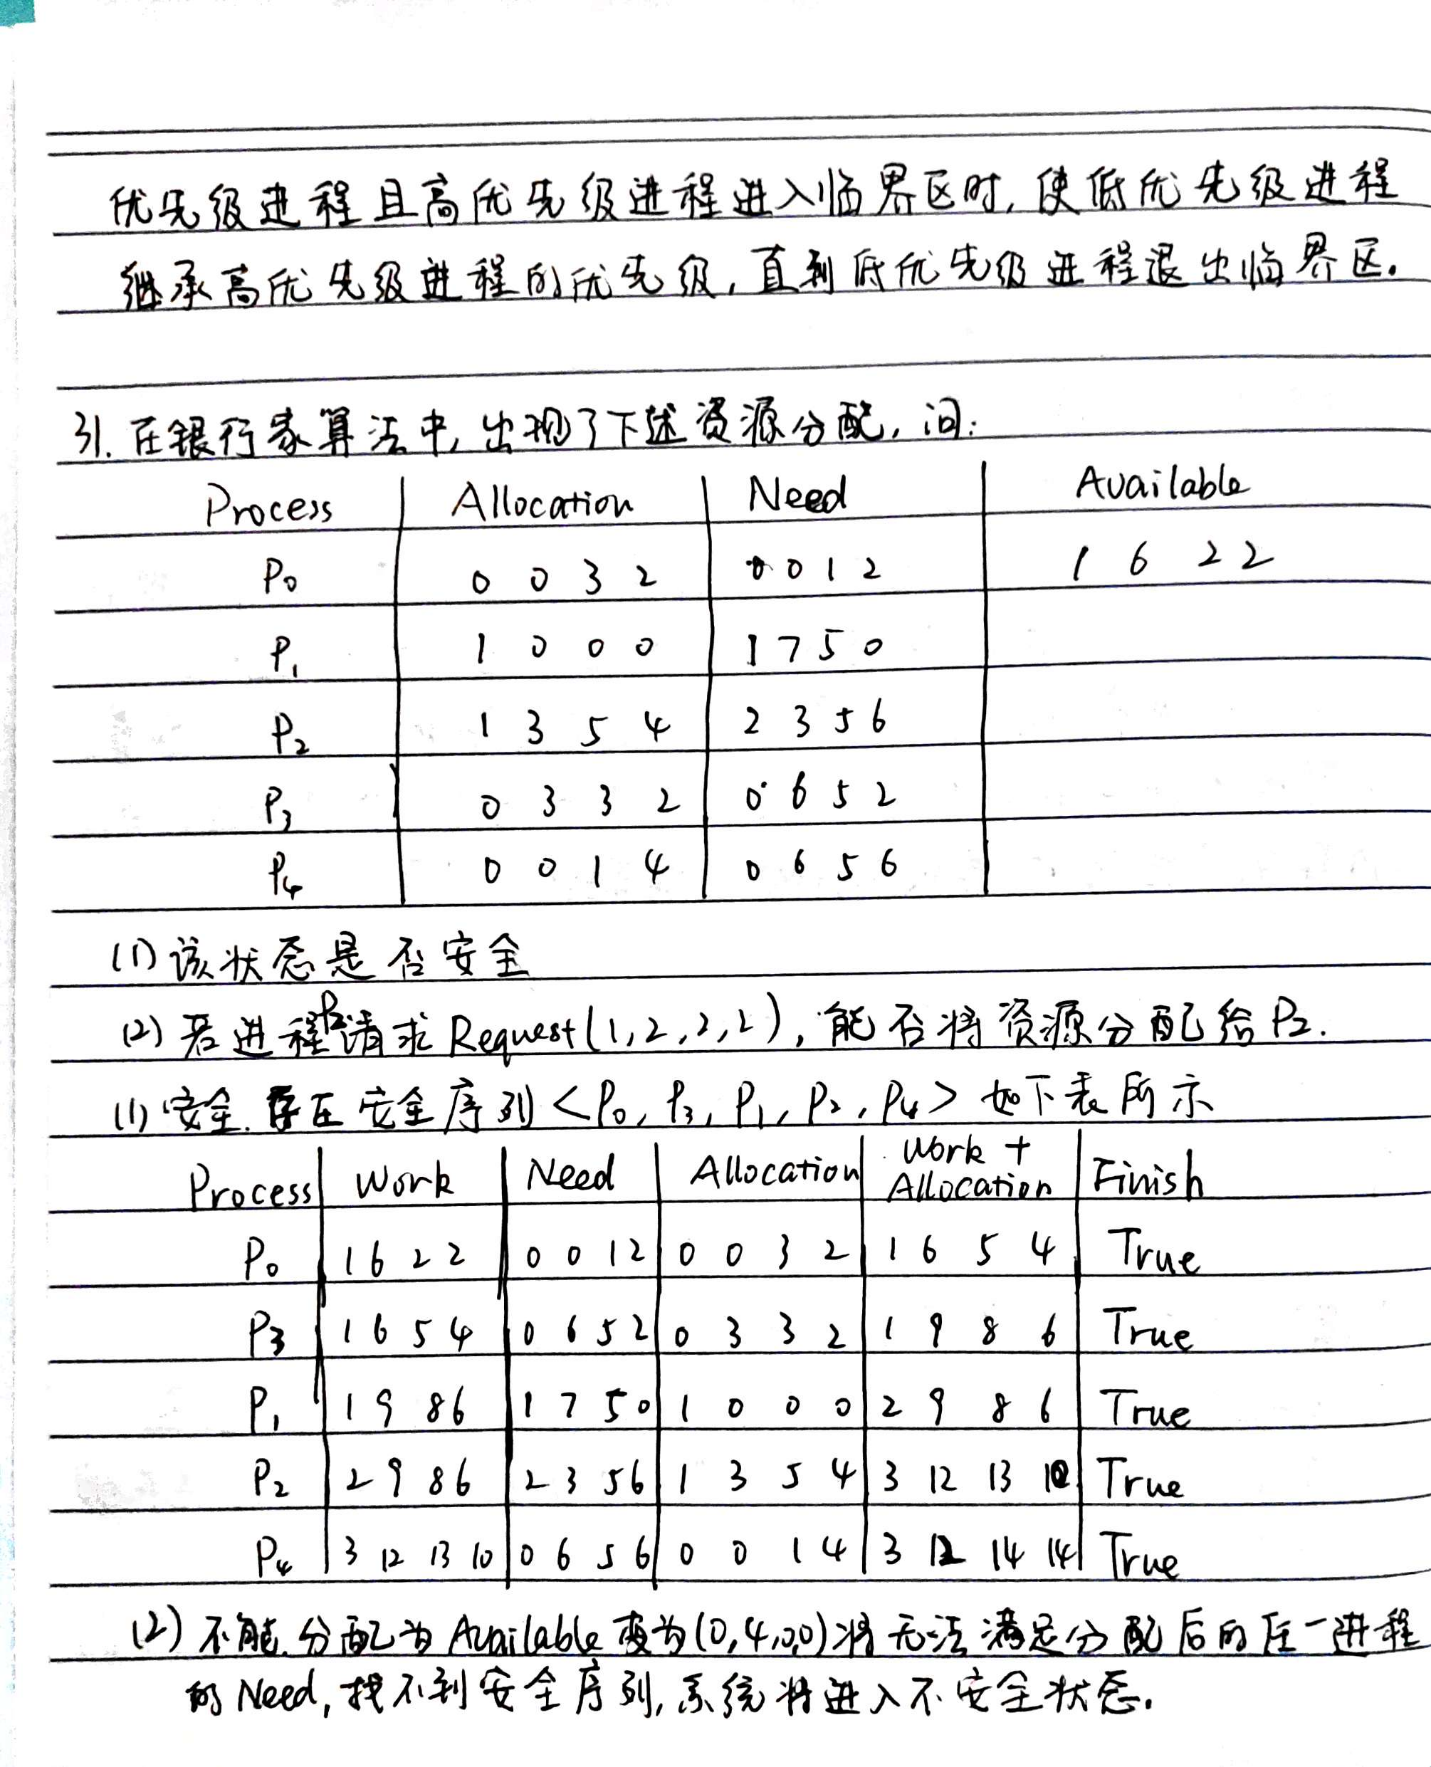 优先级进程且高优先级进程进入临界区时,使低优先级进程
继承高优先级进程的优先级,直到低优先级进程退出临界区.
31.在银行家算法中,出现了下述资源分配,问:
Process Allocation Need Available
P0 0 0 3 2 0 0 1 2 1 6 2 2
P1 1 0 0 0 1 7 5 0
P2 1 3 5 4 2 3 5 6
P3 0 3 3 2 0 6 5 2
P4 0 0 1 4 0 6 5 6
(1)该状态是否安全
(2)若进程P2请求Request(1,2,2,2),能否将资源分配给P2.
(1)安全.存在安全序列<P0,P3,P1,P2,P4>如下表所示
Process Work Need Allocation Work + Allocation Finish
P0 1 6 2 2 0 0 1 2 0 0 3 2 1 6 5 4 True
P3 1 6 5 4 0 6 5 2 0 3 3 2 1 9 8 6 True
P1 1 9 8 6 1 7 5 0 1 0 0 0 2 9 8 6 True
P2 2 9 8 6 2 3 5 6 1 3 5 4 3 12 13 10 True
P4 3 12 13 10 0 6 5 6 0 0 1 4 3 12 14 14 True
(2)不能.分配为Available变为(0,4,0,0)将无法满足分配后的任一进程
的Need,找不到安全序列,系统将进入不安全状态.